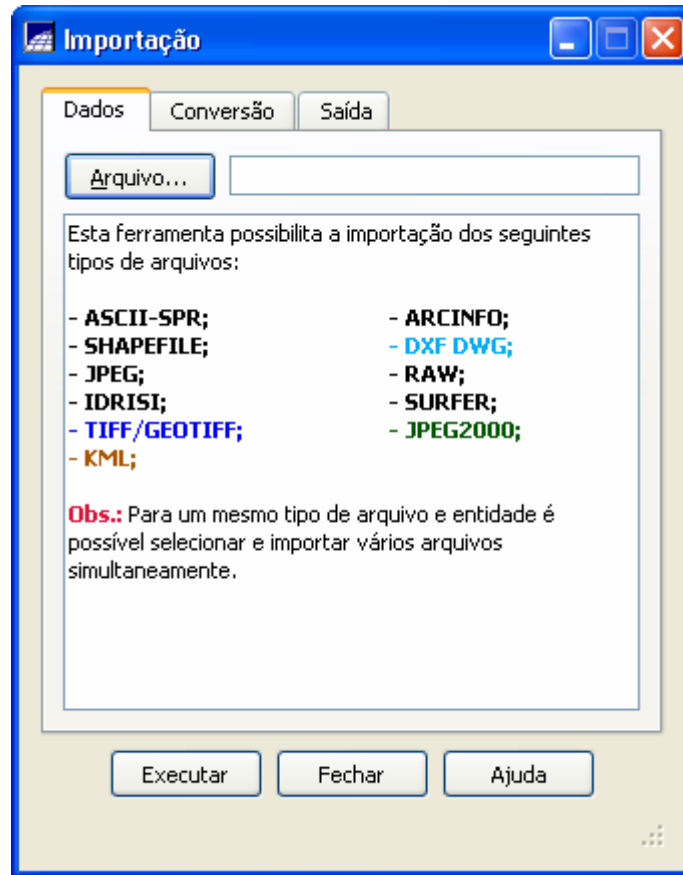 Importação
Dados Conversão Saída
Arquivo...
Esta ferramenta possibilita a importação dos seguintes
tipos de arquivos:
- ASCII-SPR; - ARCINFO;
- SHAPEFILE; - DXF DWG;
- JPEG; - RAW;
- IDRISI; - SURFER;
- TIFF/GEOTIFF; - JPEG2000;
- KML;
Obs.: Para um mesmo tipo de arquivo e entidade é
possível selecionar e importar vários arquivos
simultaneamente.
Executar Fechar Ajuda